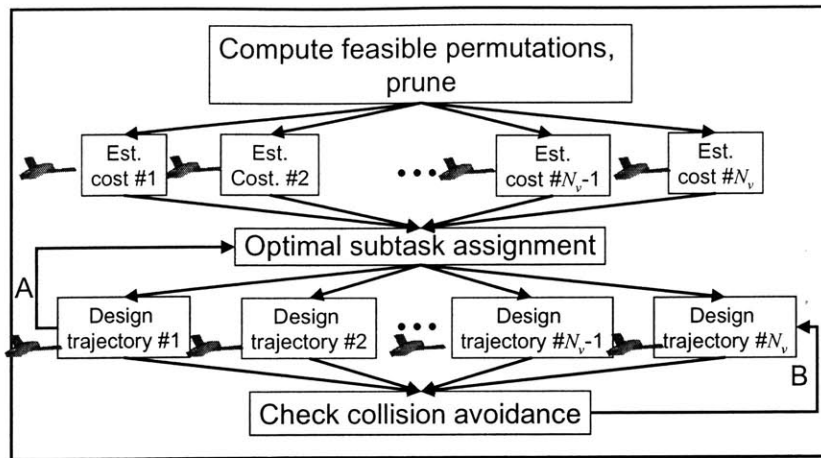 Compute feasible permutations,
prune
Est.
cost #1
Est.
Cost. #2
•••
Est.
cost #Nᵥ-1
Est.
cost #Nᵥ
Optimal subtask assignment
A
Design
trajectory #1
Design
trajectory #2
•••
Design
trajectory #Nᵥ-1
Design
trajectory #Nᵥ
B
Check collision avoidance